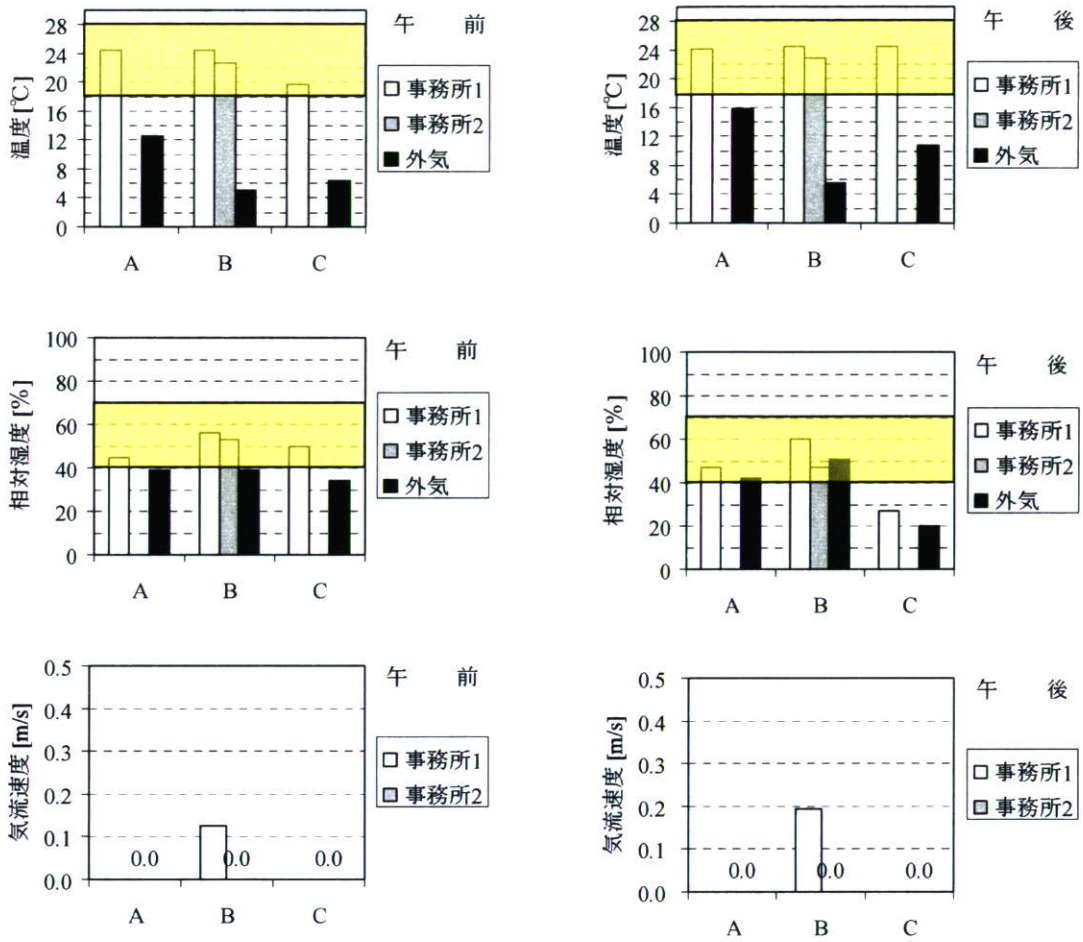 午 前
温度 [℃]
28
24
20
16
12
8
4
0
A B C
□ 事務所1
■ 事務所2
■ 外気
午 後
温度 [℃]
28
24
20
16
12
8
4
0
A B C
□ 事務所1
■ 事務所2
■ 外気
午 前
相対湿度 [%]
100
80
60
40
20
0
A B C
□ 事務所1
■ 事務所2
■ 外気
午 後
相対湿度 [%]
100
80
60
40
20
0
A B C
□ 事務所1
■ 事務所2
■ 外気
午 前
気流速度 [m/s]
0.5
0.4
0.3
0.2
0.1
0.0
0.0 0.0 0.0
A B C
□ 事務所1
■ 事務所2
午 後
気流速度 [m/s]
0.5
0.4
0.3
0.2
0.1
0.0
0.0 0.0 0.0
A B C
□ 事務所1
■ 事務所2